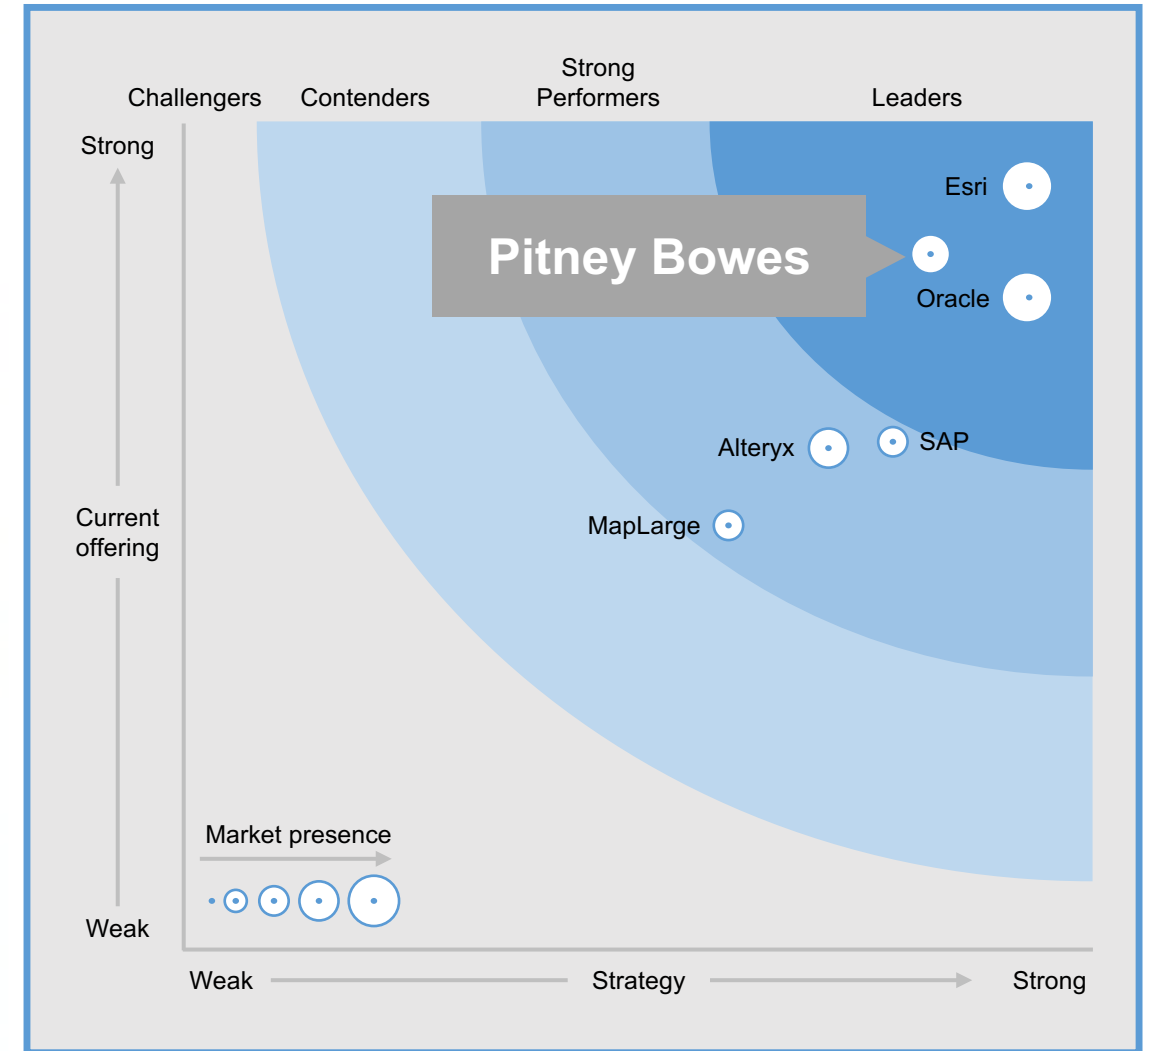 Strong
Challengers Contenders Performers Leaders
Strong
Esri
Pitney Bowes
Oracle
Alteryx SAP
MapLarge
Current
offering
Market presence
Weak
Weak Strategy Strong